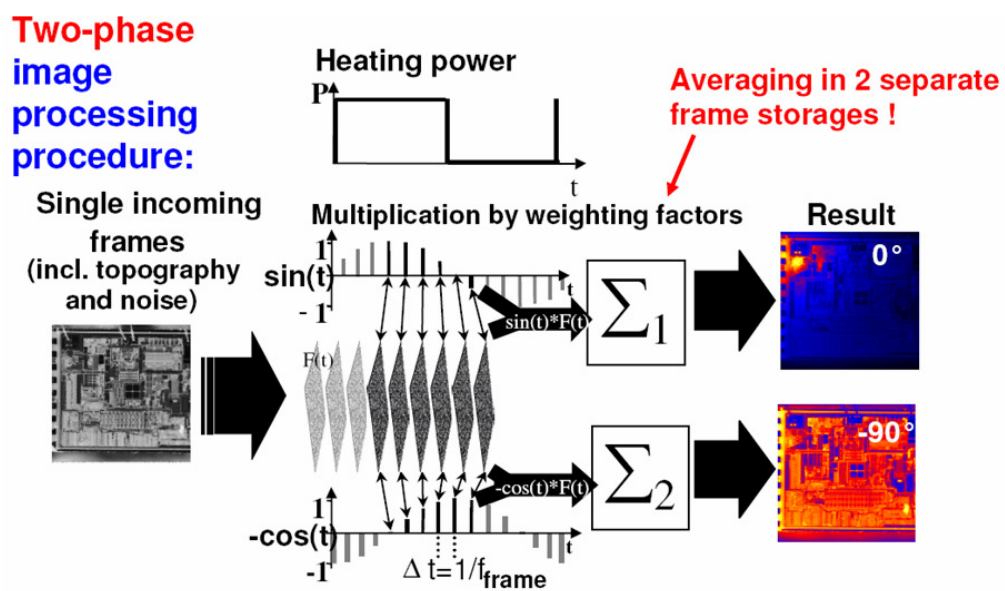 Two-phase
image
processing
procedure:
Heating power
P
t
Averaging in 2 separate
frame storages !
Single incoming
frames
(incl. topography
and noise)
Multiplication by weighting factors
Result
1
sin(t)
- 1
t
sin(t)*F(t)
Σ1
0°
F(t)
1
-cos(t)
-1
t
-cos(t)*F(t)
Σ2
-90°
Δ t=1/fframe